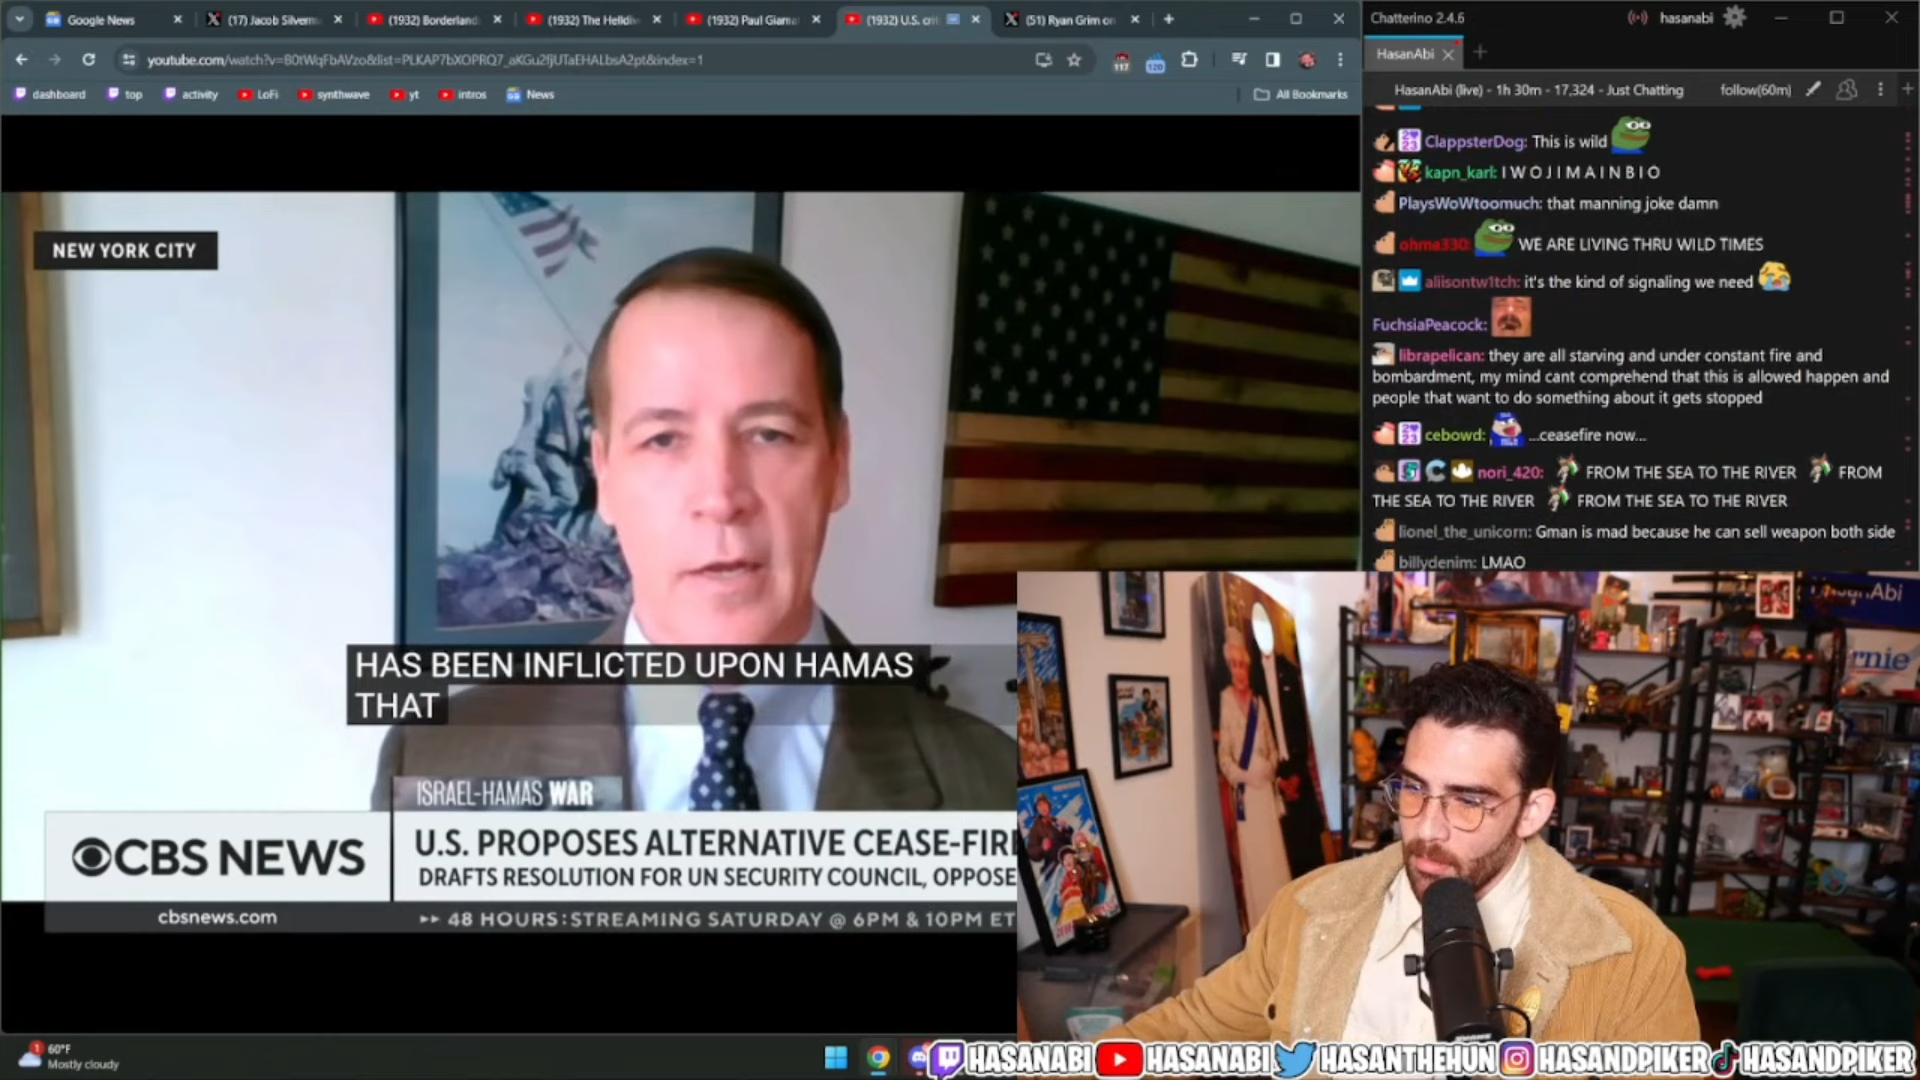 Google News
(17) Jacob Silverm
(1932) Borderland
(1932) The Helldiv
(1932) Paul Giama
(1932) U.S. crit
(51) Ryan Grim on
youtube.com/watch?v=B0tWqFbAVzo&list=PLKAP7bXOPRQ7_aKGu2fJUTaEHALbsA2pt&index=1
117
120
dashboard
top
activity
LoFi
synthwave
yt
intros
News
All Bookmarks
NEW YORK CITY
HAS BEEN INFLICTED UPON HAMAS
THAT
ISRAEL-HAMAS WAR
CBS NEWS
U.S. PROPOSES ALTERNATIVE CEASE-FIR
DRAFTS RESOLUTION FOR UN SECURITY COUNCIL, OPPOSE
cbsnews.com
48 HOURS: STREAMING SATURDAY @ 6PM & 10PM ET
Chatterino 2.4.6
hasanabi
HasanAbi
HasanAbi (live) - 1h 30m - 17,324 - Just Chatting
follow(60m)
ClappsterDog: This is wild
kapn_karl: I W O J I M A I N B I O
PlaysWoWtoomuch: that manning joke damn
ohma330: WE ARE LIVING THRU WILD TIMES
aliisontw1tch: it's the kind of signaling we need
FuchsiaPeacock:
librapelican: they are all starving and under constant fire and
bombardment, my mind cant comprehend that this is allowed happen and
people that want to do something about it gets stopped
cebowd: ...ceasefire now...
nori_420: FROM THE SEA TO THE RIVER FROM
THE SEA TO THE RIVER FROM THE SEA TO THE RIVER
lionel_the_unicorn: Gman is mad because he can sell weapon both side
billydenim: LMAO
rnie
1
60°F
Mostly cloudy
HASANABI
HASANABI
HASANTHEHUN
HASANDPIKER
HASANDPIKER